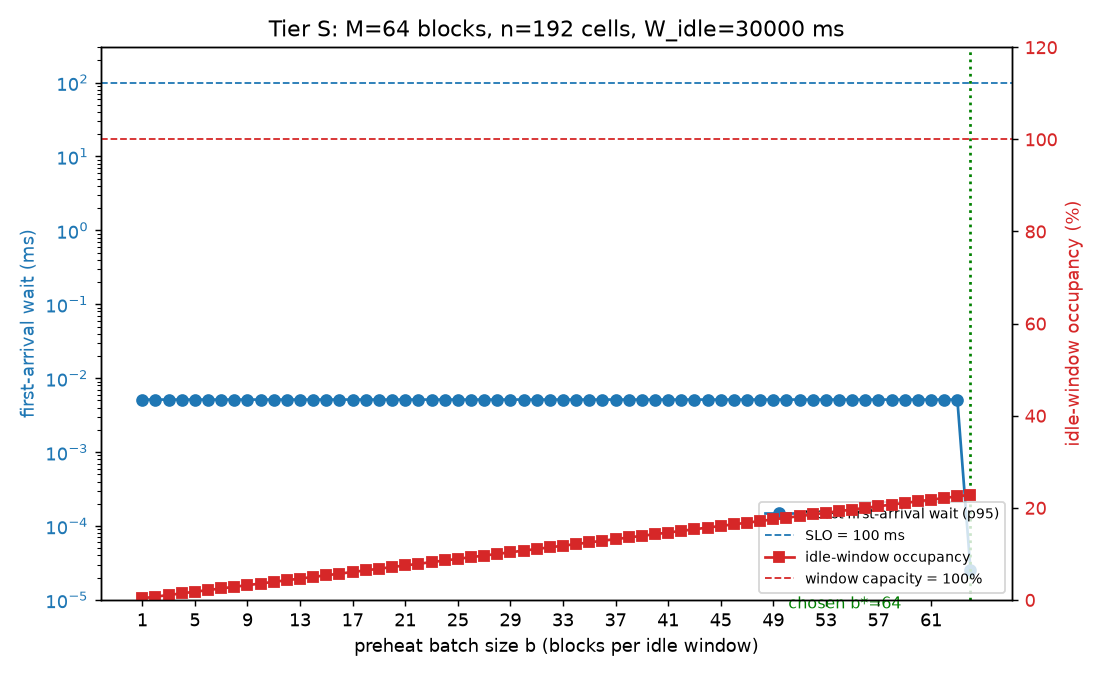 Tier S: M=64 blocks, n=192 cells, W_idle=30000 ms
first-arrival wait (ms)
10²
10¹
10⁰
10⁻¹
10⁻²
10⁻³
10⁻⁴
10⁻⁵
120
100
80
60
40
20
0
idle-window occupancy (%)
first-arrival wait (p95)
SLO = 100 ms
idle-window occupancy
window capacity = 100%
chosen b*=64
1 5 9 13 17 21 25 29 33 37 41 45 49 53 57 61
preheat batch size b (blocks per idle window)